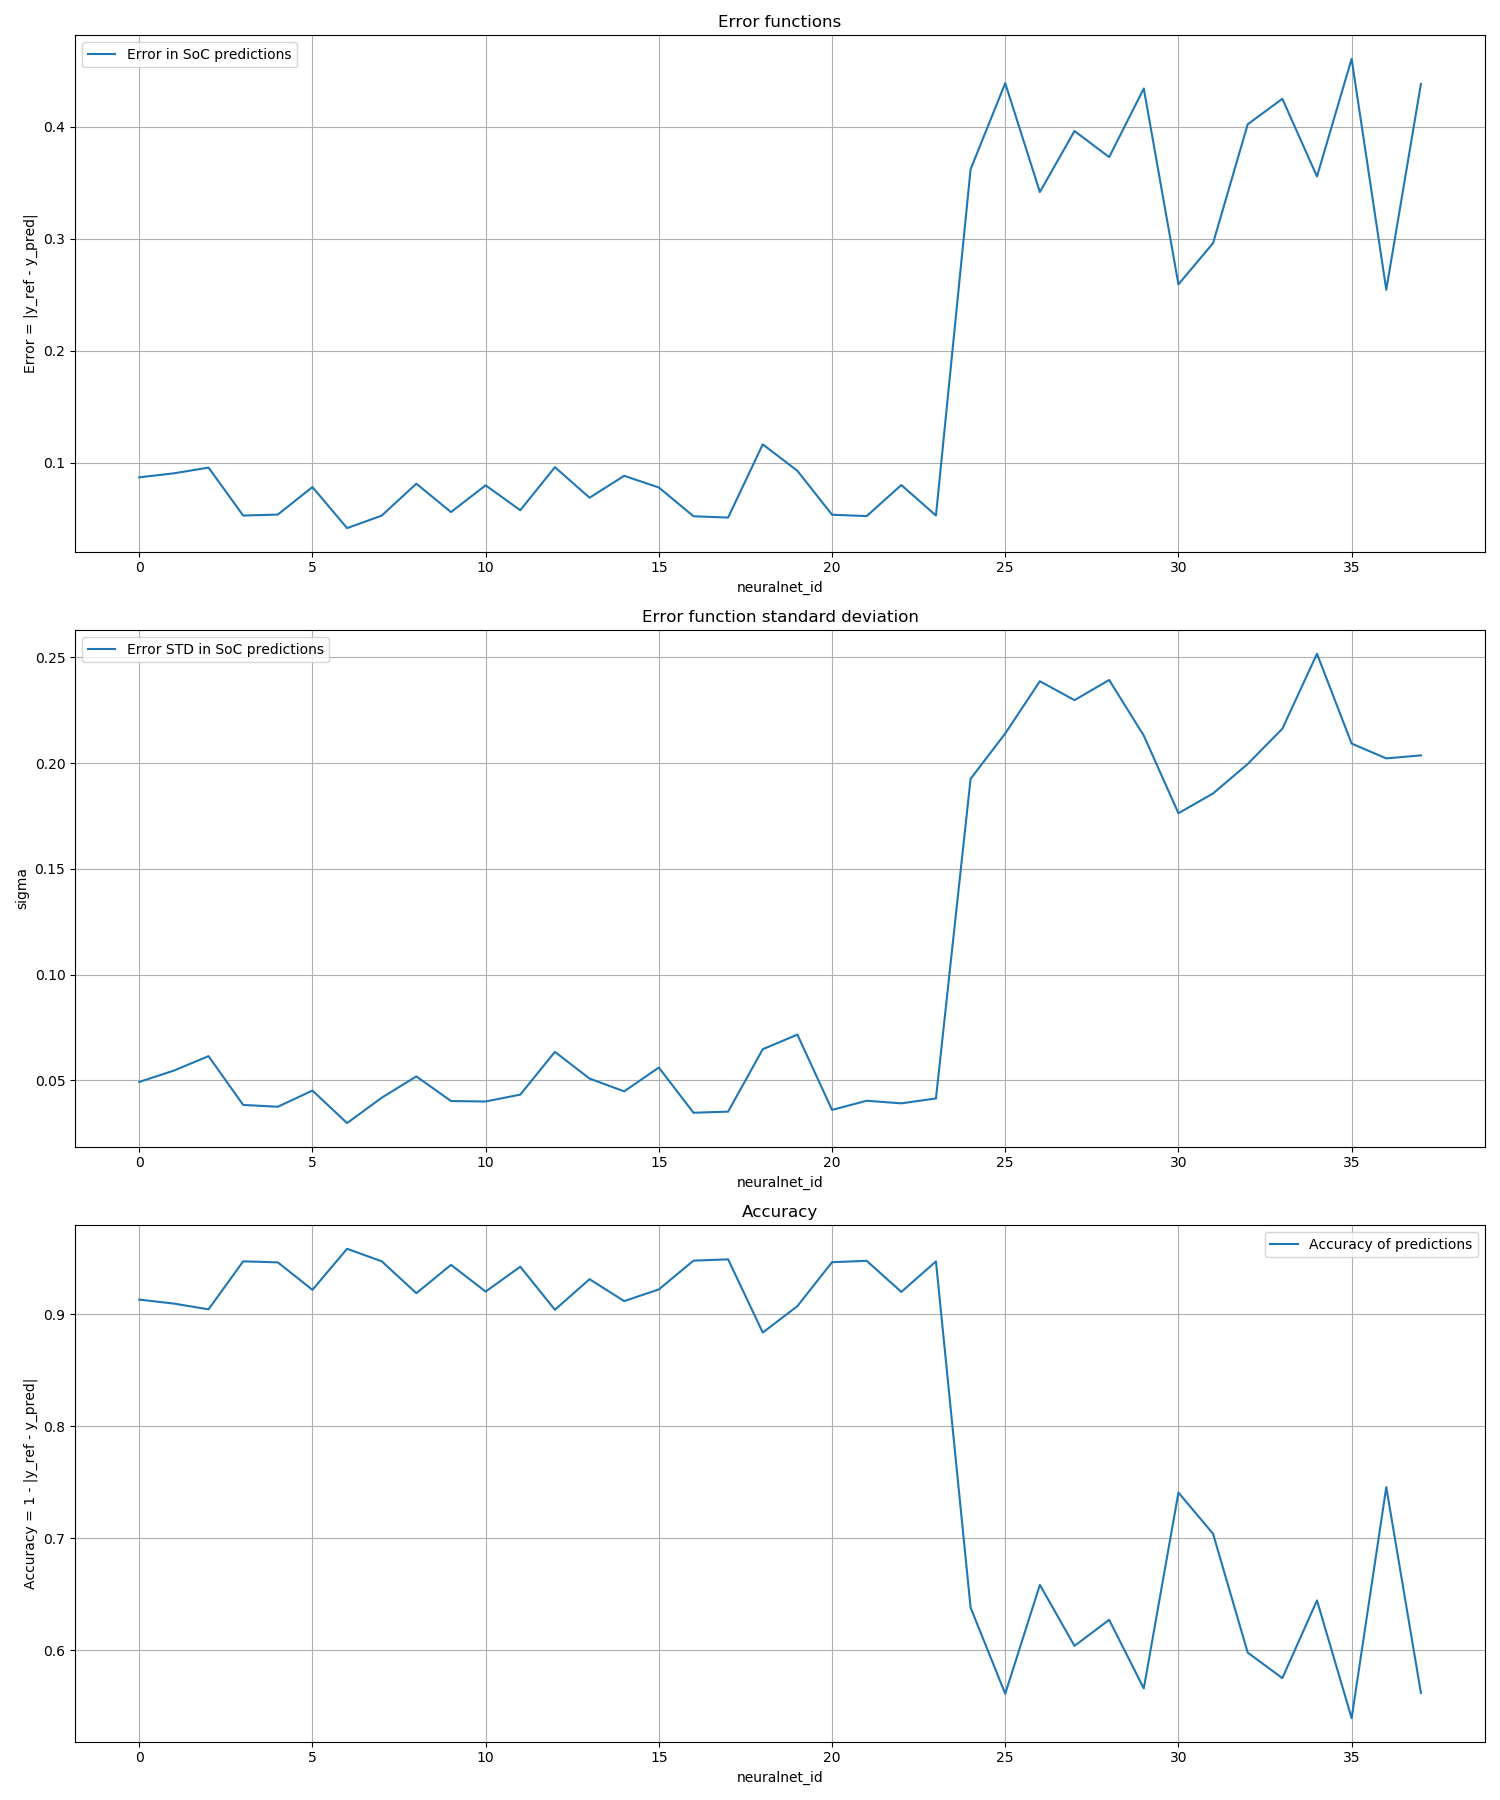 Error functions
Error in SoC predictions
Error = |y_ref - y_pred|
0.4
0.3
0.2
0.1
0 5 10 15 20 25 30 35
neuralnet_id
Error function standard deviation
Error STD in SoC predictions
sigma
0.25
0.20
0.15
0.10
0.05
0 5 10 15 20 25 30 35
neuralnet_id
Accuracy
Accuracy of predictions
Accuracy = 1 - |y_ref - y_pred|
0.9
0.8
0.7
0.6
0 5 10 15 20 25 30 35
neuralnet_id